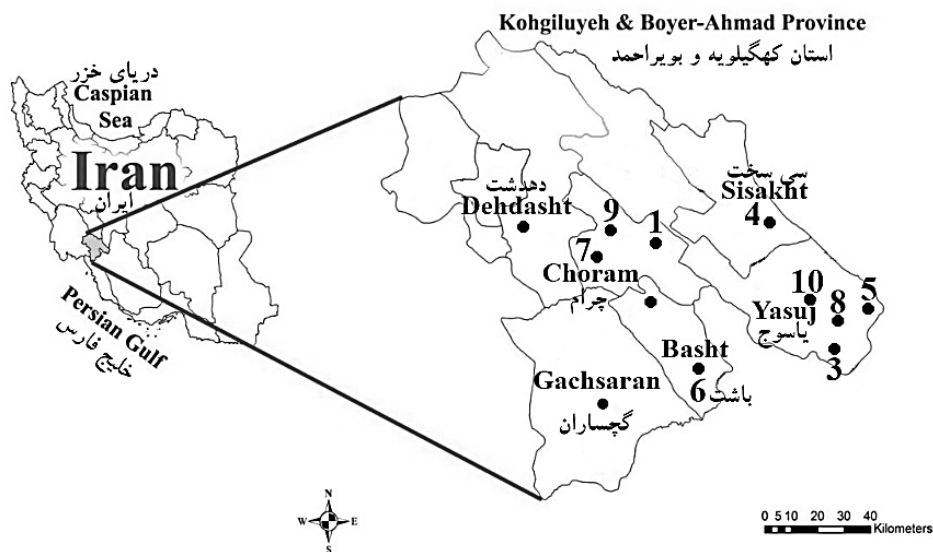 Kohgiluyeh & Boyer-Ahmad Province
استان کهگیلویه و بویراحمد
دریای خزر
Caspian
Sea
Iran
ایران
Persian Gulf
خلیج فارس
سی سخت
Sisakht
4
دهدشت
Dehdasht
9
1
7
Choram
چرام
10
8
5
Yasuj
یاسوج
3
Basht
6
باشت
Gachsaran
گچساران
N
W
E
S
0 5 10 20 30 40
Kilometers